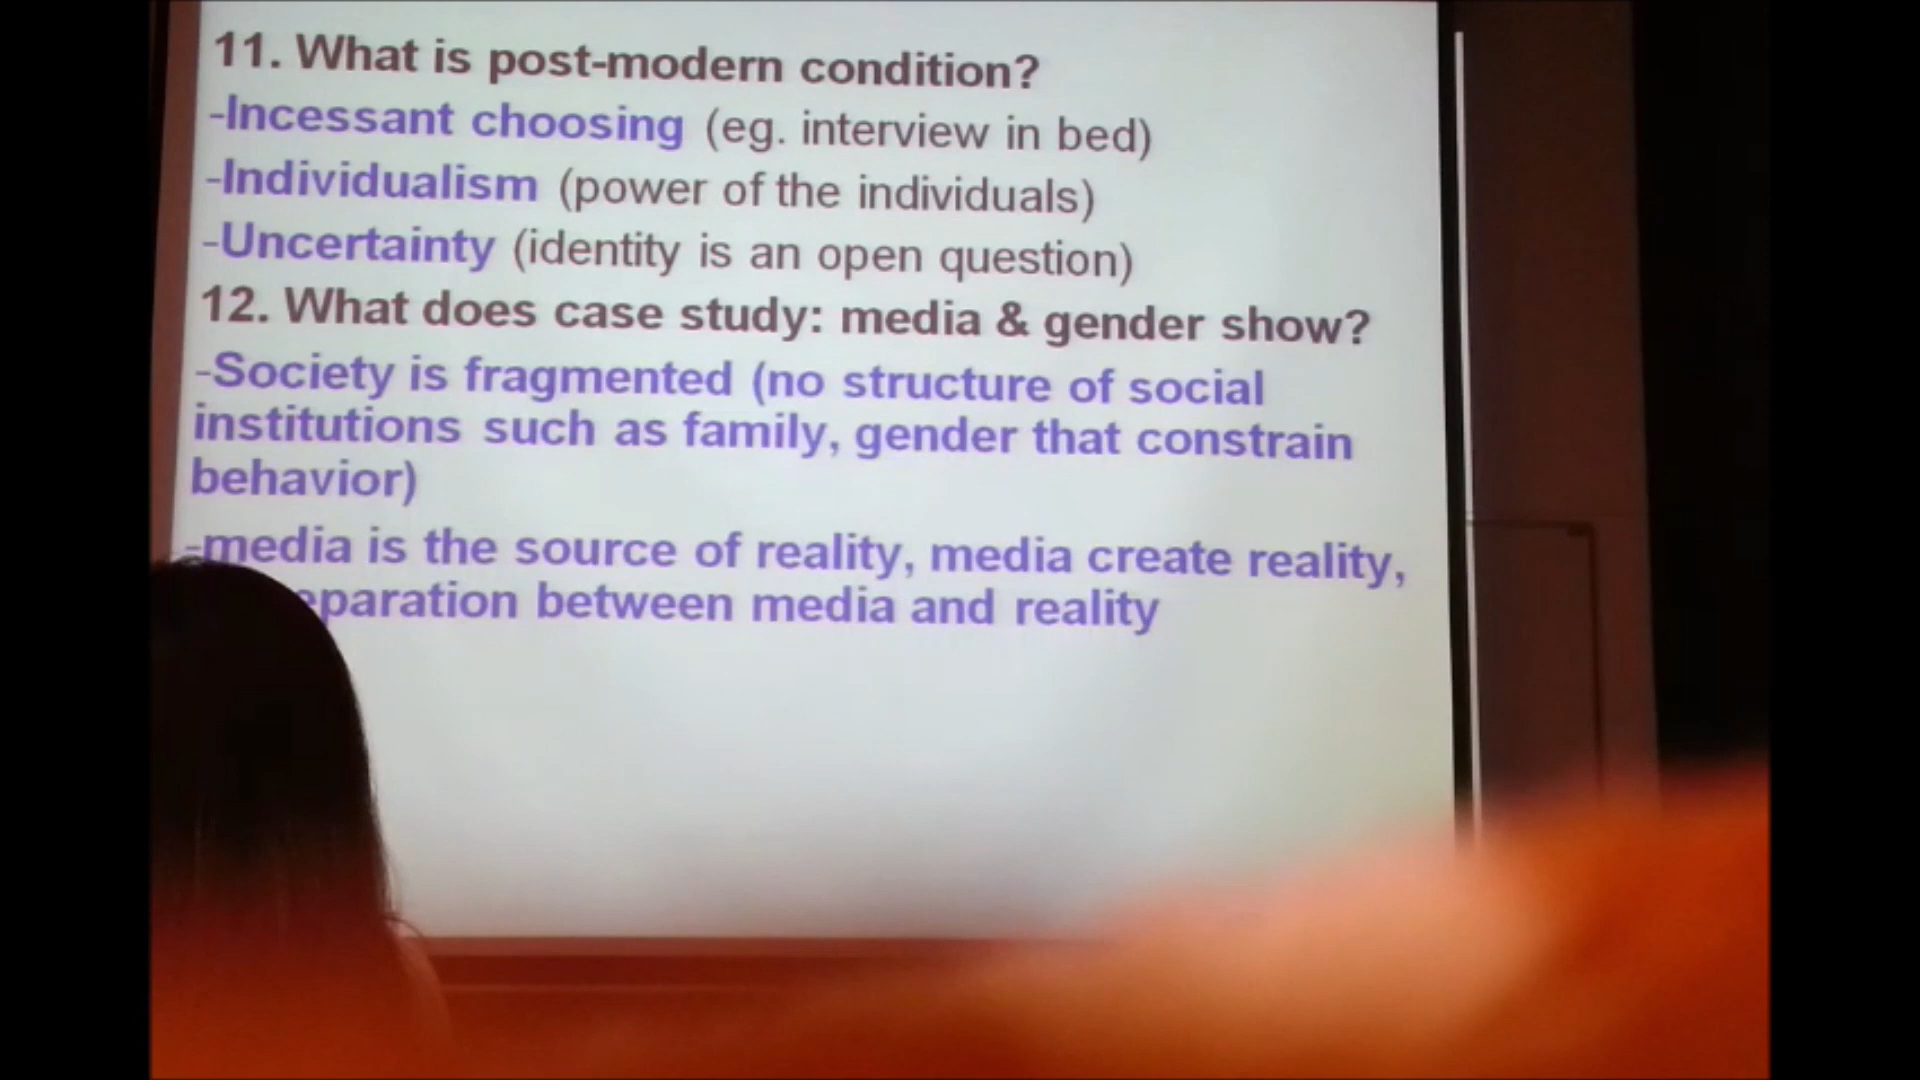 11. What is post-modern condition?
-Incessant choosing (eg. interview in bed)
-Individualism (power of the individuals)
-Uncertainty (identity is an open question)
12. What does case study: media & gender show?
-Society is fragmented (no structure of social
institutions such as family, gender that constrain
behavior)
-media is the source of reality, media create reality,
between media and reality